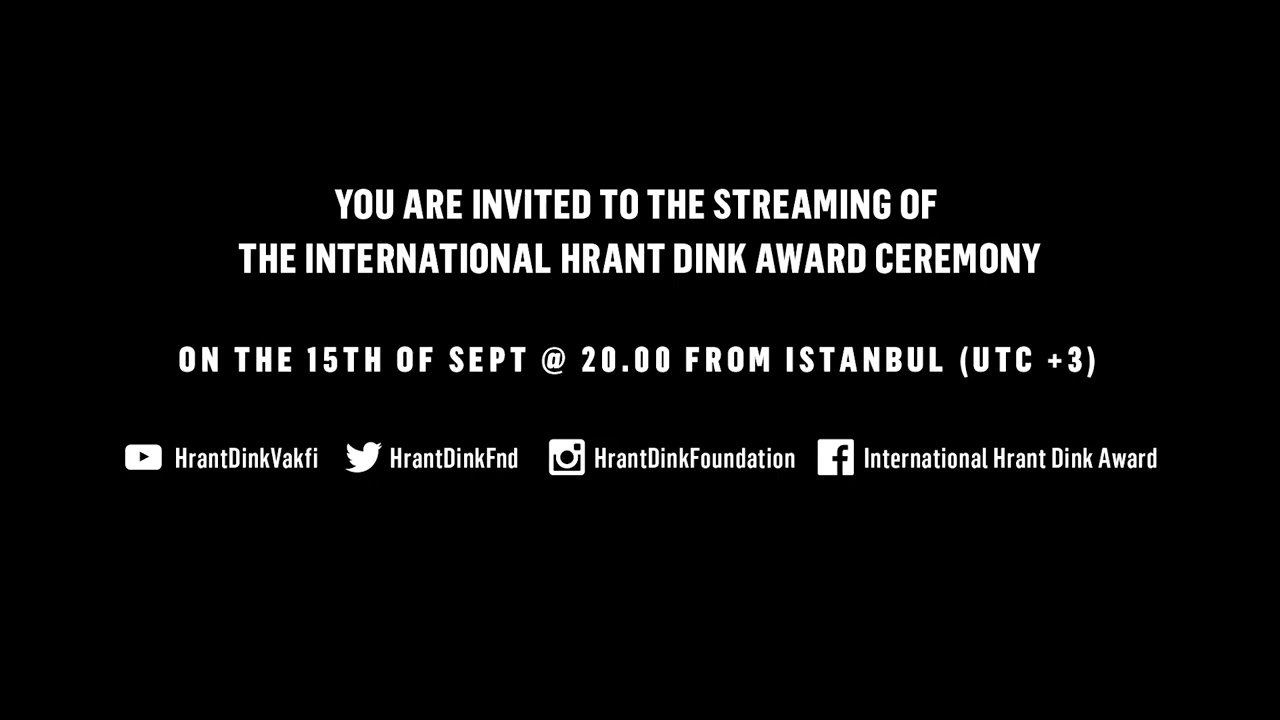 YOU ARE INVITED TO THE STREAMING OF
THE INTERNATIONAL HRANT DINK AWARD CEREMONY
ON THE 15TH OF SEPT @ 20.00 FROM ISTANBUL (UTC +3)
HrantDinkVakfi HrantDinkFnd HrantDinkFoundation International Hrant Dink Award